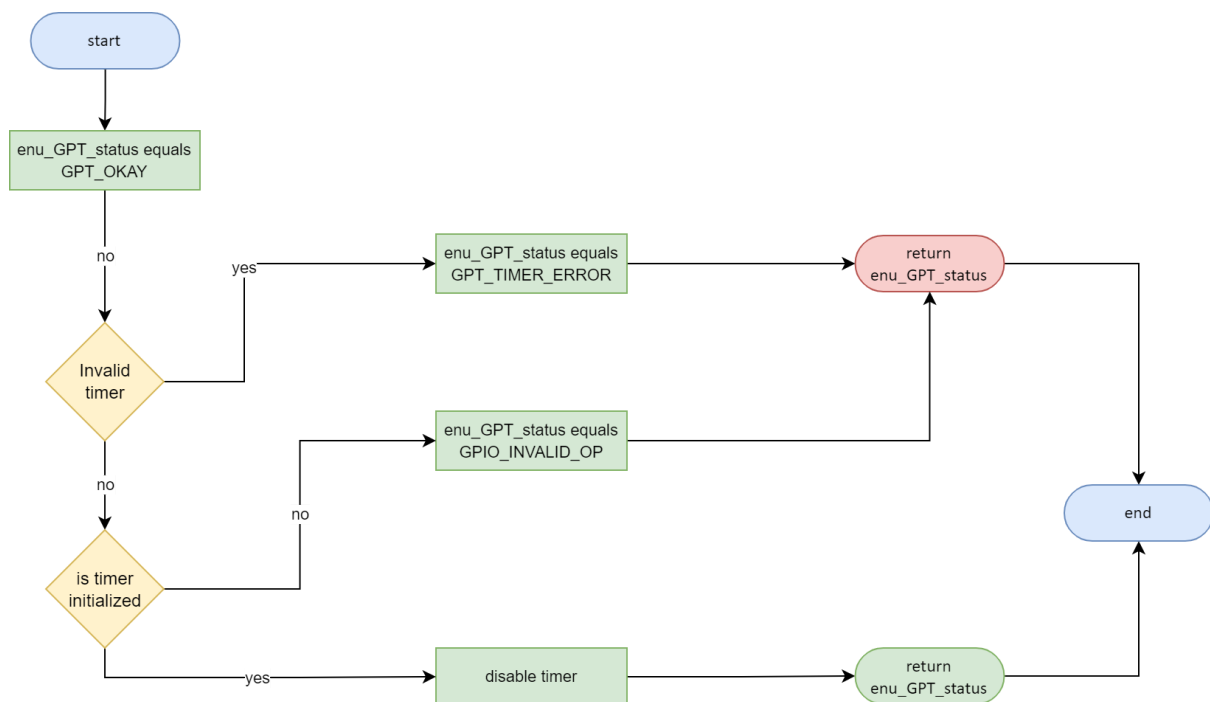 start
enu_GPT_status equals
GPT_OKAY
no
yes
enu_GPT_status equals
GPT_TIMER_ERROR
return
enu_GPT_status
Invalid
timer
no
enu_GPT_status equals
GPIO_INVALID_OP
no
end
is timer
initialized
yes
disable timer
return
enu_GPT_status